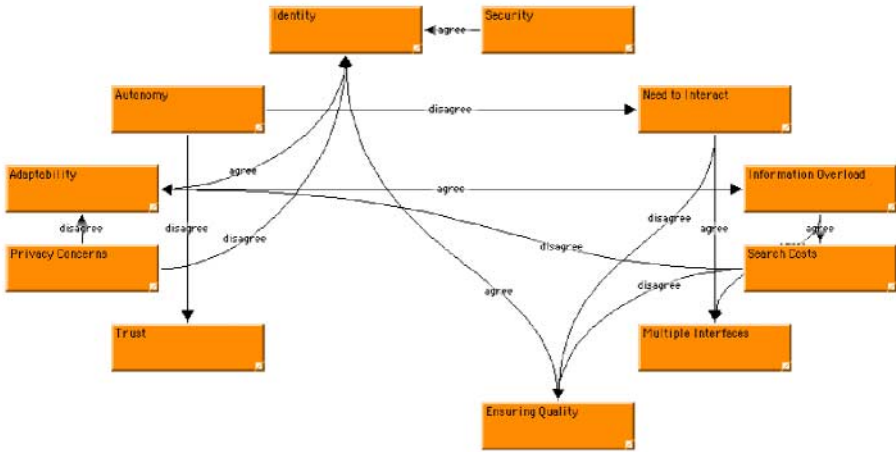 Identity
Security
agree
Autonomy
Need to Interact
disagree
Adaptability
agree
agree
Information Overload
disagree
disagree
disagree
disagree
agree
agree
Privacy Concerns
disagree
Search Costs
disagree
agree
Trust
Multiple Interfaces
Ensuring Quality